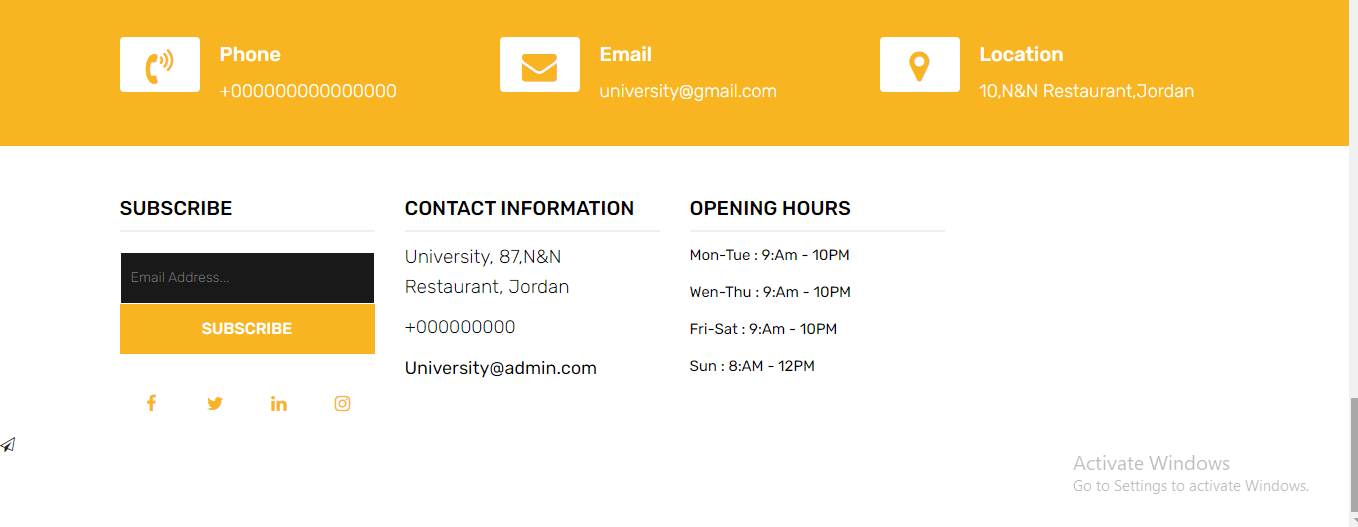 Phone
+000000000000000
Email
university@gmail.com
Location
10,N&N Restaurant,Jordan
SUBSCRIBE
Email Address...
SUBSCRIBE
CONTACT INFORMATION
University, 87,N&N
Restaurant, Jordan
+000000000
University@admin.com
OPENING HOURS
Mon-Tue : 9:Am - 10PM
Wen-Thu : 9:Am - 10PM
Fri-Sat : 9:Am - 10PM
Sun : 8:AM - 12PM
Activate Windows
Go to Settings to activate Windows.